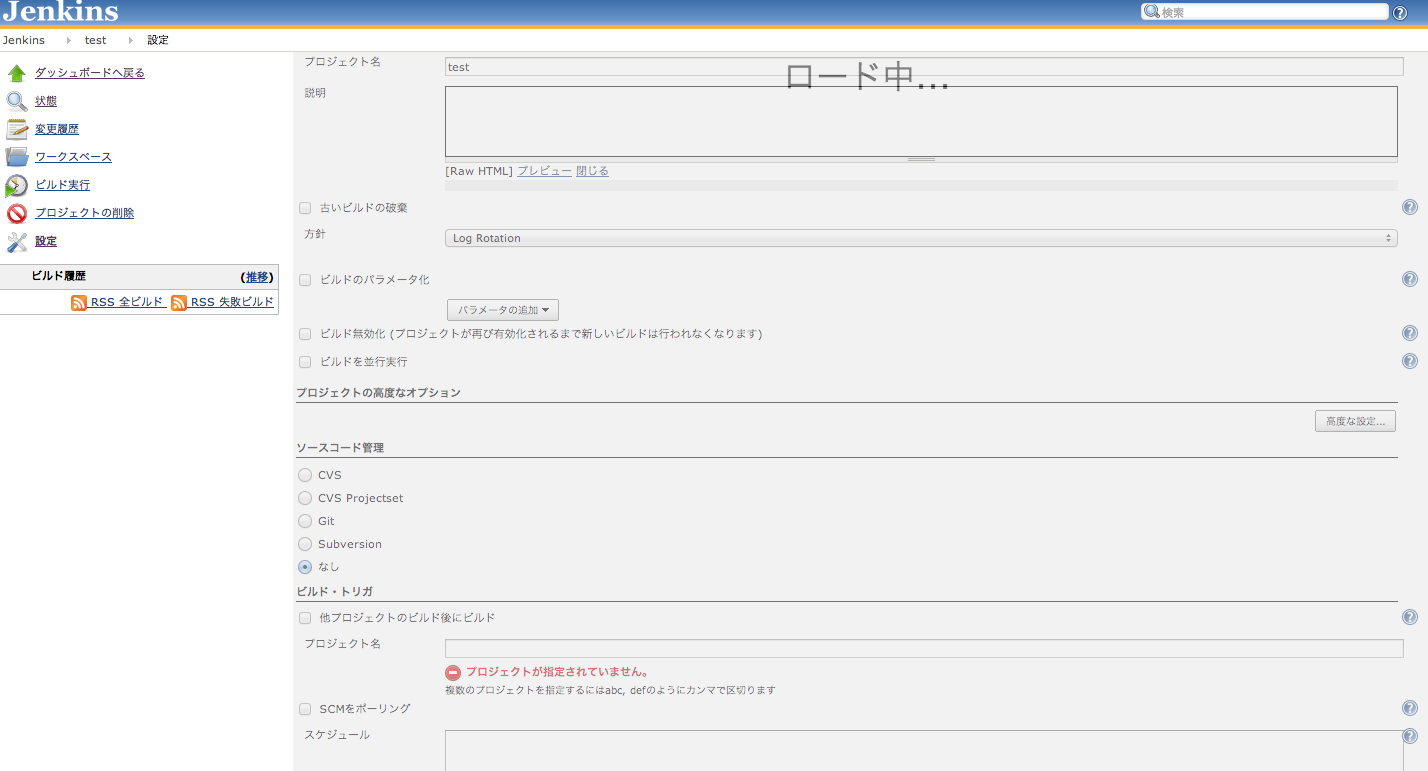 Jenkins
検索
Jenkins test 設定
ダッシュボードへ戻る
状態
変更履歴
ワークスペース
ビルド実行
プロジェクトの削除
設定
ビルド履歴 (推移)
RSS 全ビルド RSS 失敗ビルド
プロジェクト名 test
ロード中...
説明
[Raw HTML] プレビュー 閉じる
古いビルドの破棄
方針 Log Rotation
ビルドのパラメータ化
パラメータの追加
ビルド無効化 (プロジェクトが再び有効化されるまで新しいビルドは行われなくなります)
ビルドを並行実行
プロジェクトの高度なオプション
高度な設定...
ソースコード管理
CVS
CVS Projectset
Git
Subversion
なし
ビルド・トリガ
他プロジェクトのビルド後にビルド
プロジェクト名
プロジェクトが指定されていません。
複数のプロジェクトを指定するにはabc, defのようにカンマで区切ります
SCMをポーリング
スケジュール